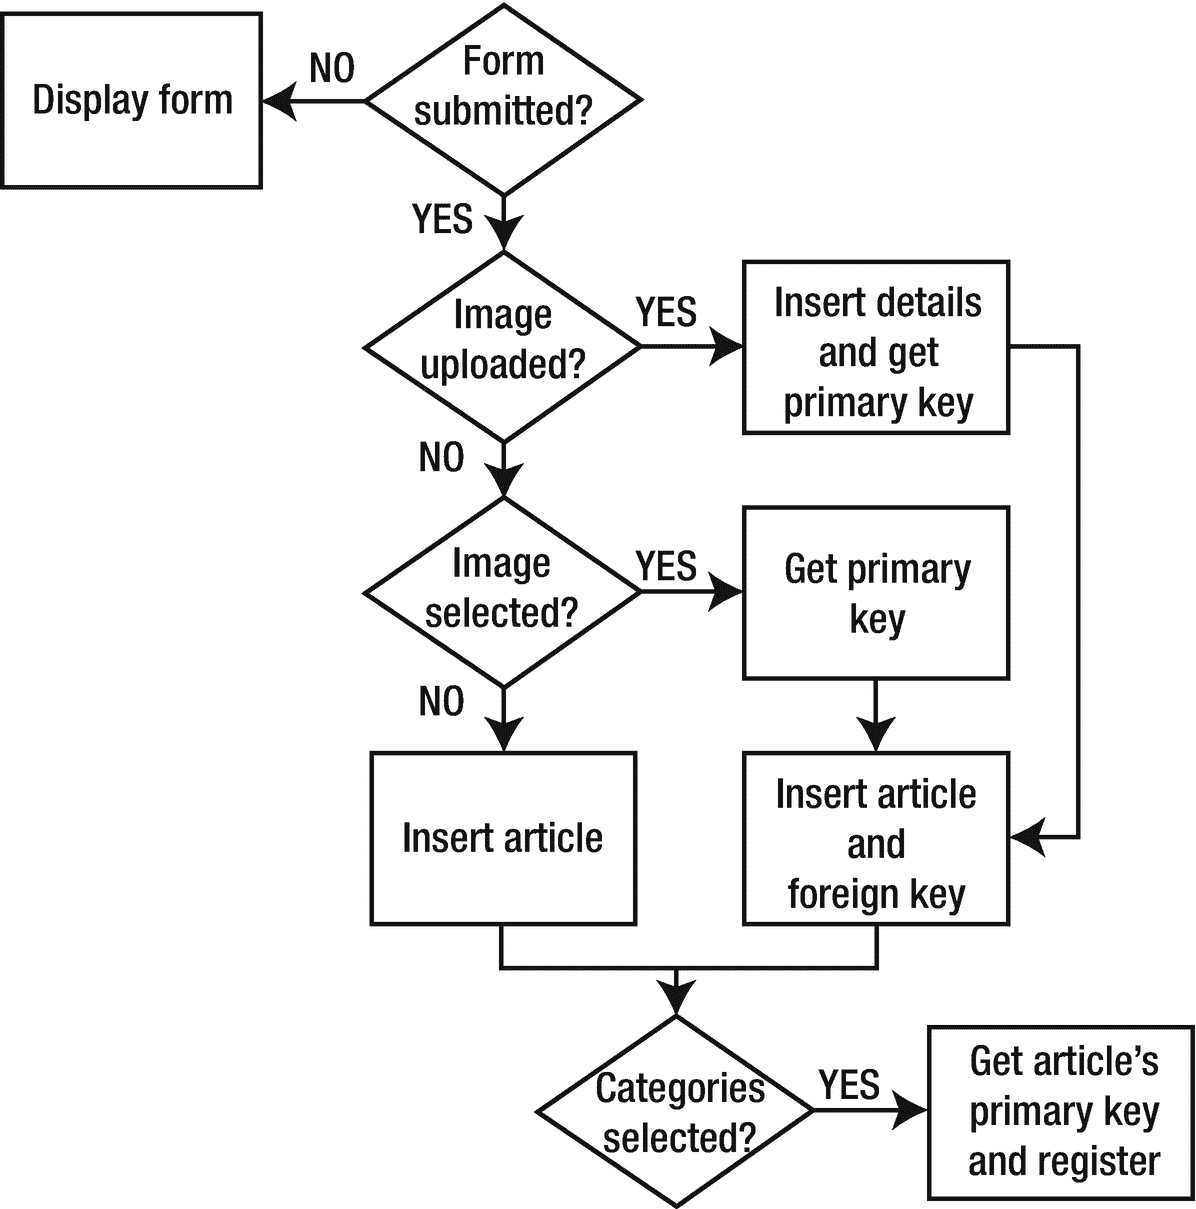 Display form
NO
Form
submitted?
YES
Image
uploaded?
YES
Insert details
and get
primary key
NO
Image
selected?
YES
Get primary
key
NO
Insert article
Insert article
and
foreign key
Categories
selected?
YES
Get article’s
primary key
and register